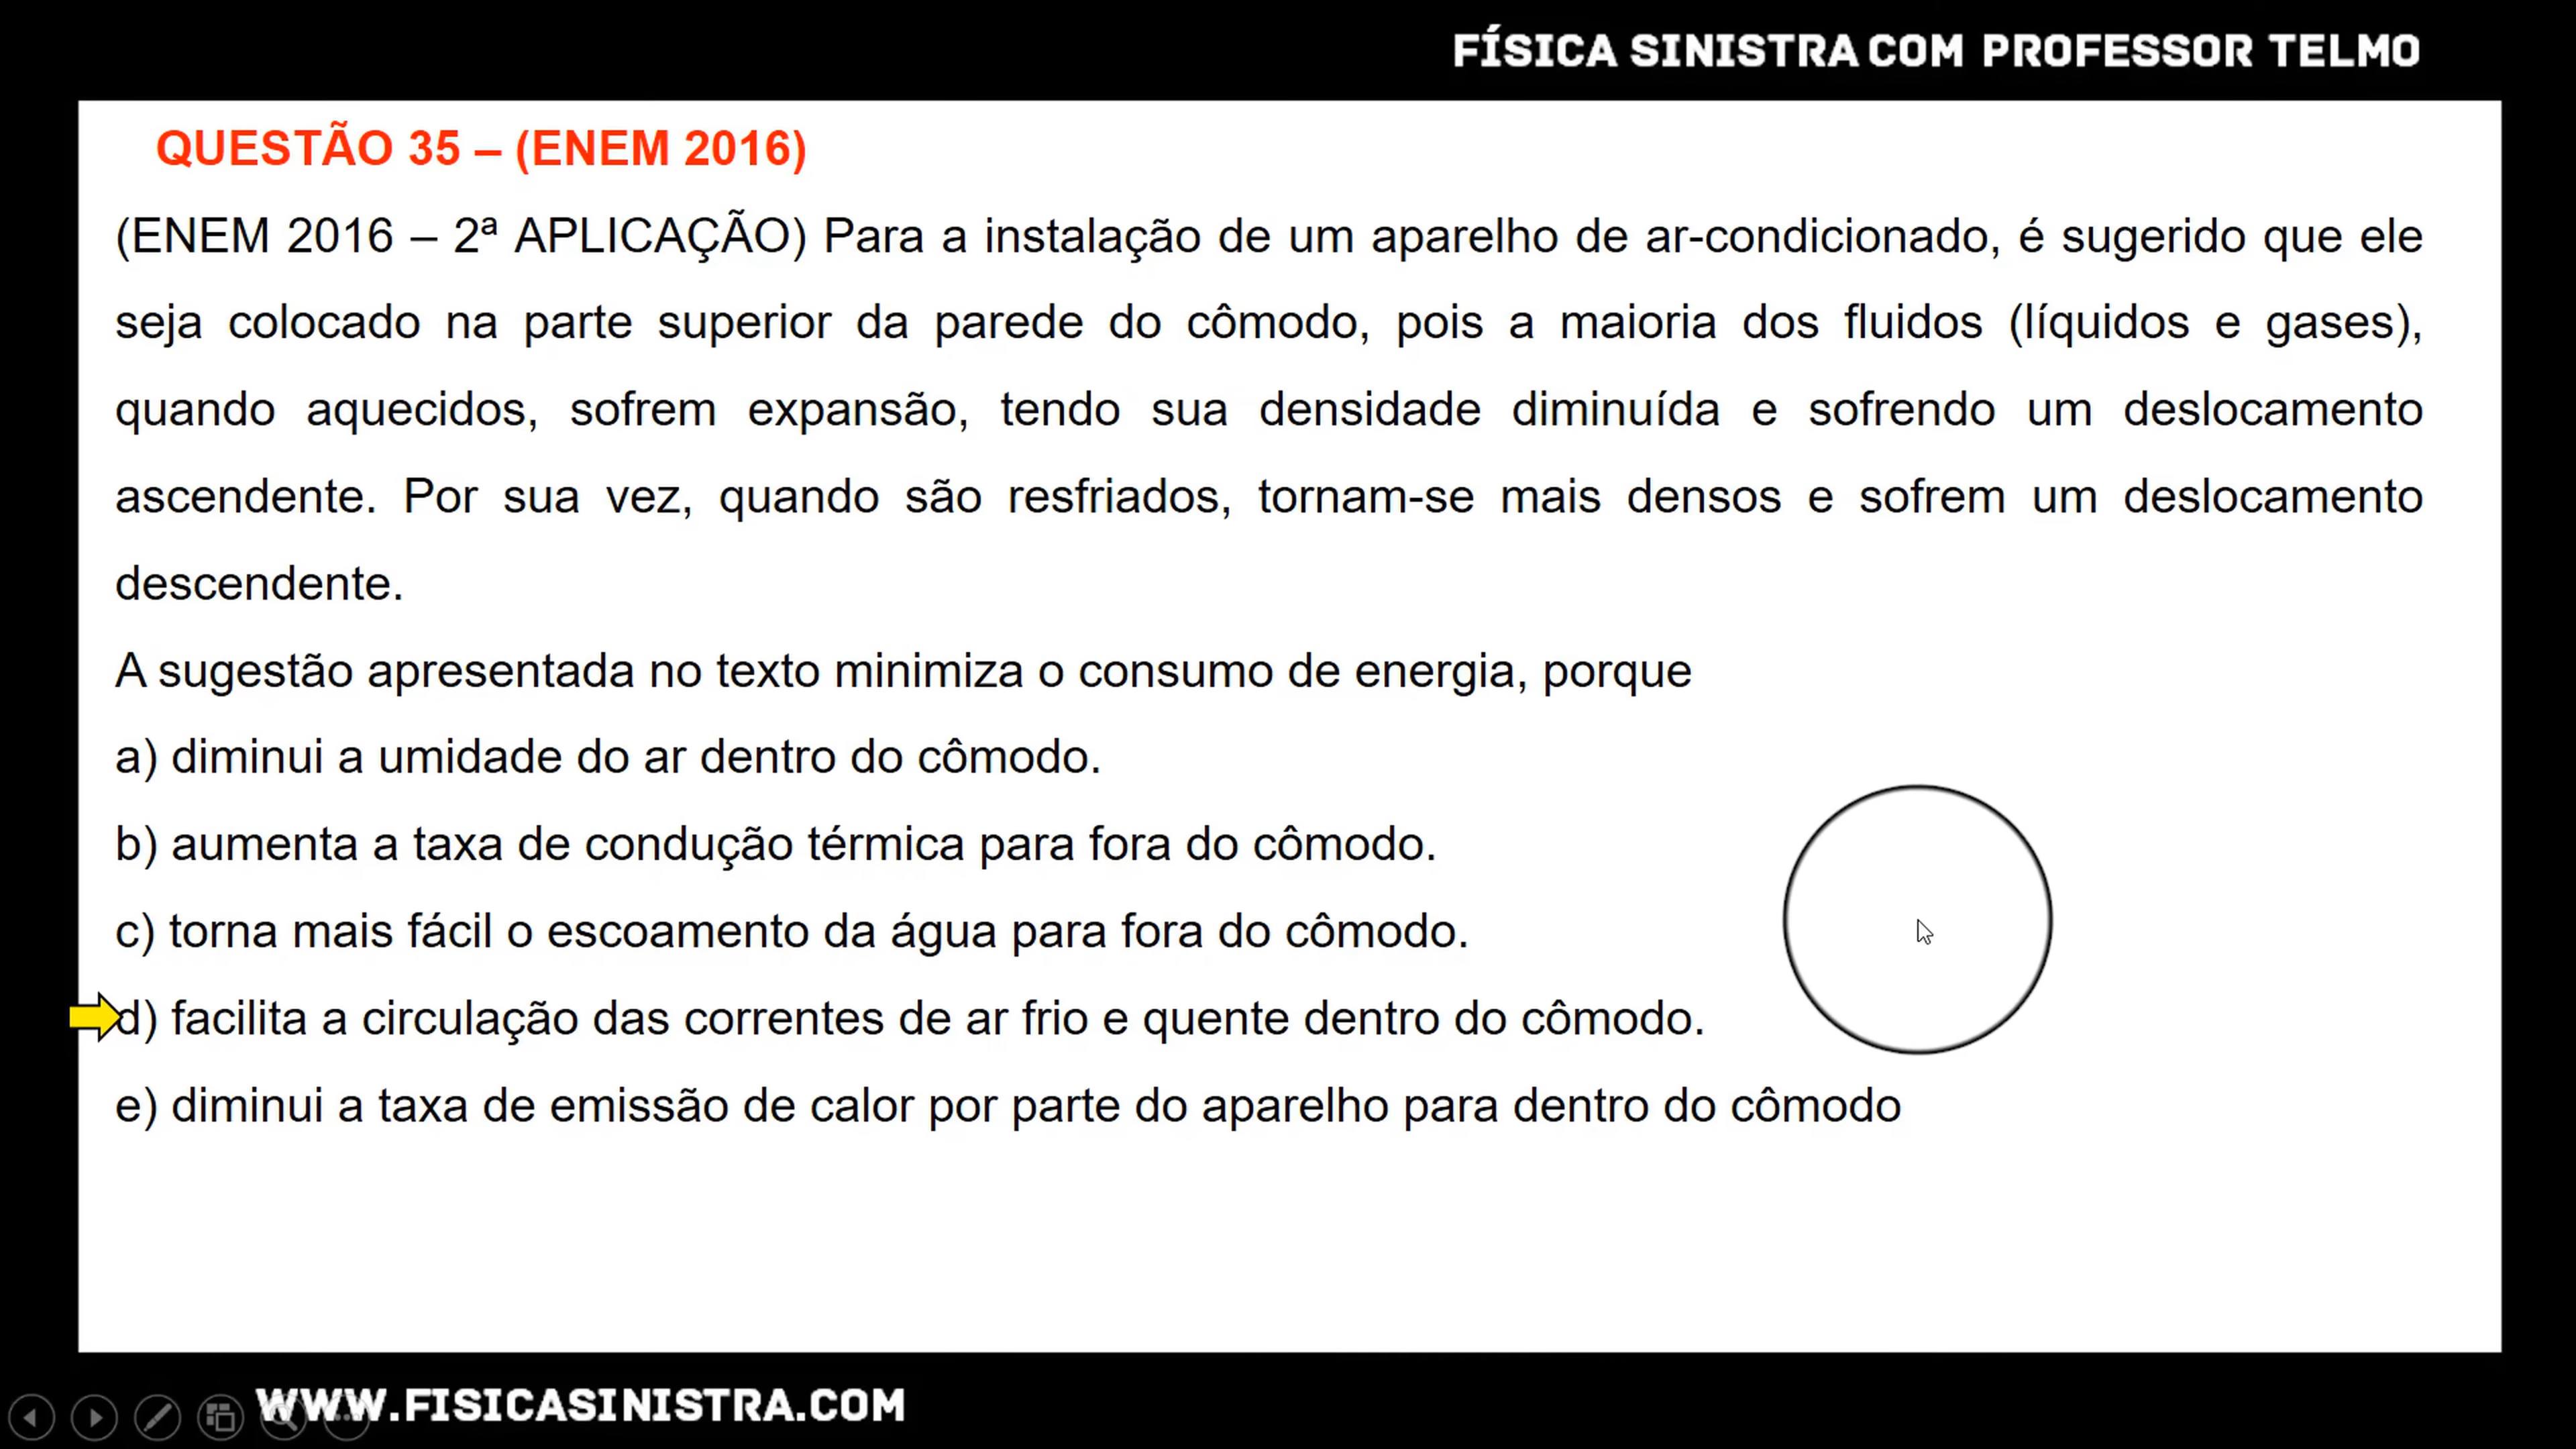 FÍSICA SINISTRA COM PROFESSOR TELMO
QUESTÃO 35 – (ENEM 2016)
(ENEM 2016 – 2ª APLICAÇÃO) Para a instalação de um aparelho de ar-condicionado, é sugerido que ele
seja colocado na parte superior da parede do cômodo, pois a maioria dos fluidos (líquidos e gases),
quando aquecidos, sofrem expansão, tendo sua densidade diminuída e sofrendo um deslocamento
ascendente. Por sua vez, quando são resfriados, tornam-se mais densos e sofrem um deslocamento
descendente.
A sugestão apresentada no texto minimiza o consumo de energia, porque
a) diminui a umidade do ar dentro do cômodo.
b) aumenta a taxa de condução térmica para fora do cômodo.
c) torna mais fácil o escoamento da água para fora do cômodo.
d) facilita a circulação das correntes de ar frio e quente dentro do cômodo.
e) diminui a taxa de emissão de calor por parte do aparelho para dentro do cômodo
WWW.FISICASINISTRA.COM